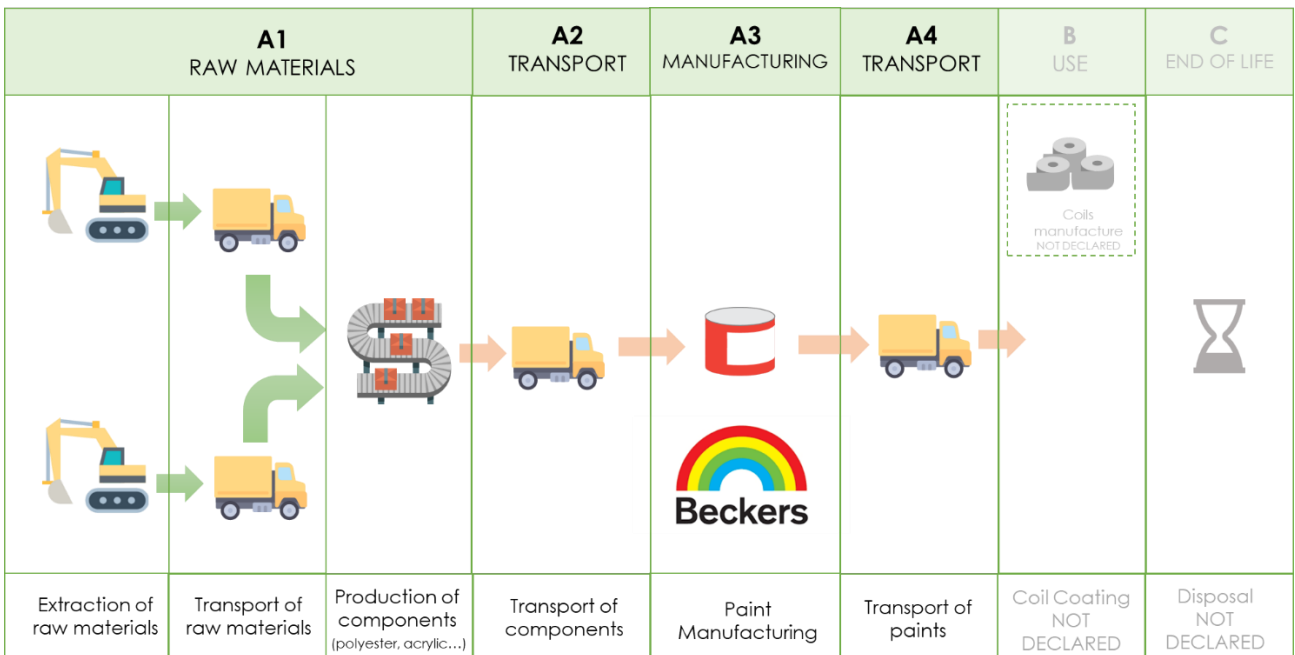 A1
RAW MATERIALS
A2
TRANSPORT
A3
MANUFACTURING
A4
TRANSPORT
B
USE
C
END OF LIFE
Coils
manufacture
NOT DECLARED
Beckers
Extraction of
raw materials
Transport of
raw materials
Production of
components
(polyester, acrylic...)
Transport of
components
Paint
Manufacturing
Transport of
paints
Coil Coating
NOT
DECLARED
Disposal
NOT
DECLARED